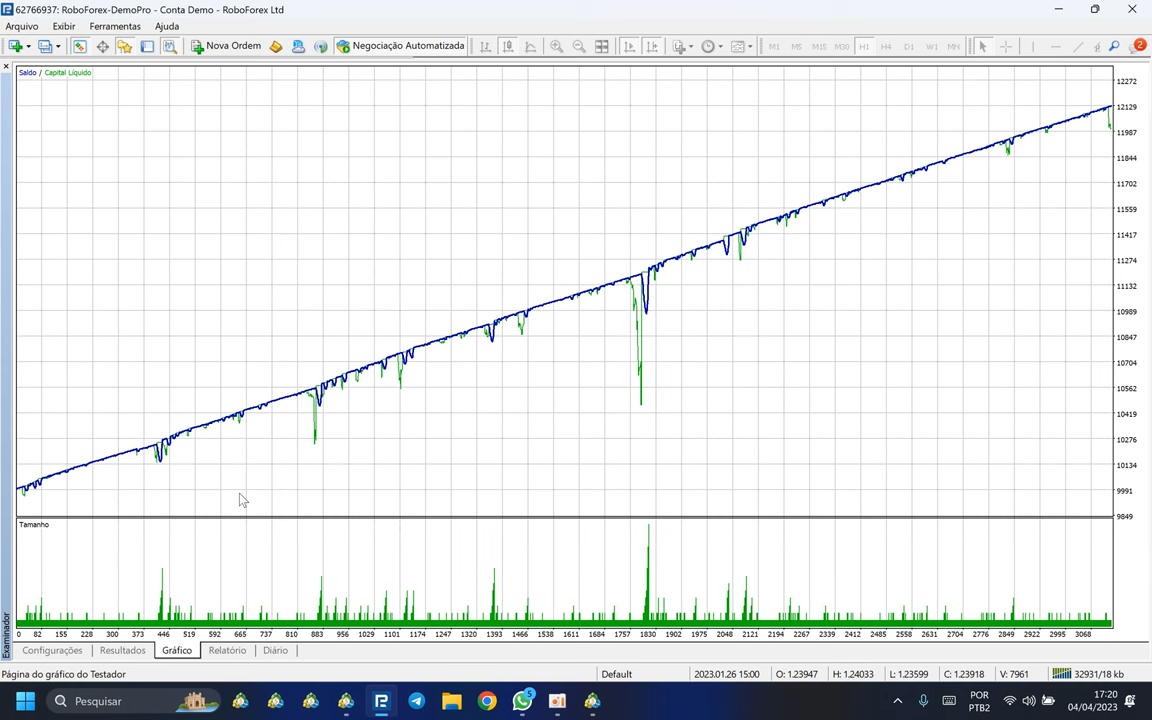 62766937: RoboForex-DemoPro - Conta Demo - RoboForex Ltd
Arquivo Exibir Ferramentas Ajuda
Nova Ordem Negociação Automatizada M1 M5 M15 M30 H1 H4 D1 W1 MN 2
Saldo / Capital Líquido
12272
12129
11987
11844
11702
11559
11417
11274
11132
10989
10847
10704
10562
10419
10276
10134
9991
9849
Tamanho
0 82 155 228 300 373 446 519 592 665 737 810 883 956 1029 1101 1174 1247 1320 1393 1466 1538 1611 1684 1757 1830 1902 1975 2048 2121 2194 2267 2339 2412 2485 2558 2631 2704 2776 2849 2922 2995 3068
Examinador
Configurações Resultados Gráfico Relatório Diário
Página do gráfico do Testador Default 2023.01.26 15:00 O: 1.23947 H: 1.24033 L: 1.23599 C: 1.23918 V: 7961 32931/18 kb
Pesquisar 5 POR PTB2 17:20 04/04/2023